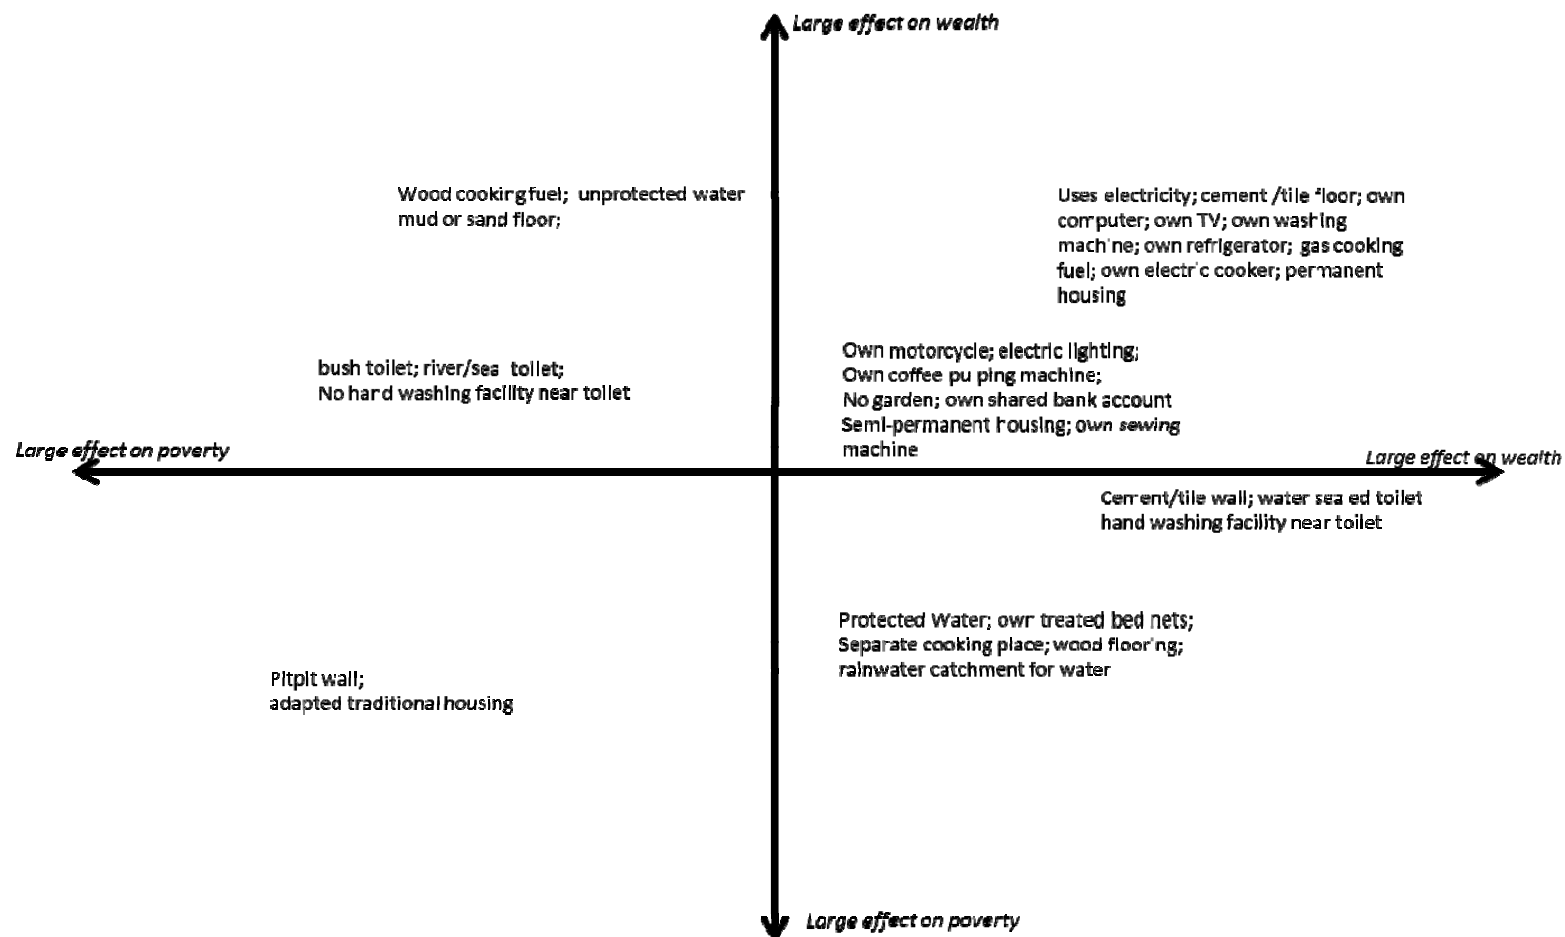 Large effect on wealth
Wood cooking fuel; unprotected water
mud or sand floor;
Uses electricity; cement /tile floor; own
computer; own TV; own washing
machine; own refrigerator; gas cooking
fuel; own electric cooker; permanent
housing
bush toilet; river/sea toilet;
No hand washing facility near toilet
Own motorcycle; electric lighting;
Own coffee pulping machine;
No garden; own shared bank account
Semi-permanent housing; own sewing
machine
Large effect on poverty
Large effect on wealth
Cement/tile wall; water sealed toilet
hand washing facility near toilet
Protected Water; own treated bed nets;
Separate cooking place; wood flooring;
rainwater catchment for water
Pitpit wall;
adapted traditional housing
Large effect on poverty